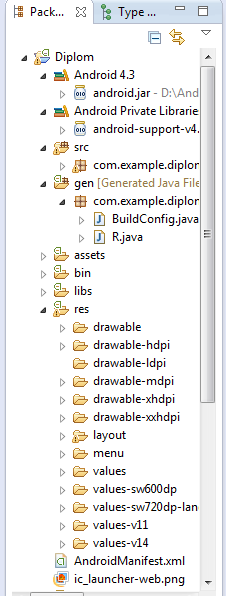 Pack... Type ...
Diplom
Android 4.3
android.jar - D:\And
Android Private Librarie
android-support-v4.
src
com.example.diplom
gen [Generated Java File
com.example.diplom
BuildConfig.java
R.java
assets
bin
libs
res
drawable
drawable-hdpi
drawable-ldpi
drawable-mdpi
drawable-xhdpi
drawable-xxhdpi
layout
menu
values
values-sw600dp
values-sw720dp-lan
values-v11
values-v14
AndroidManifest.xml
ic_launcher-web.png